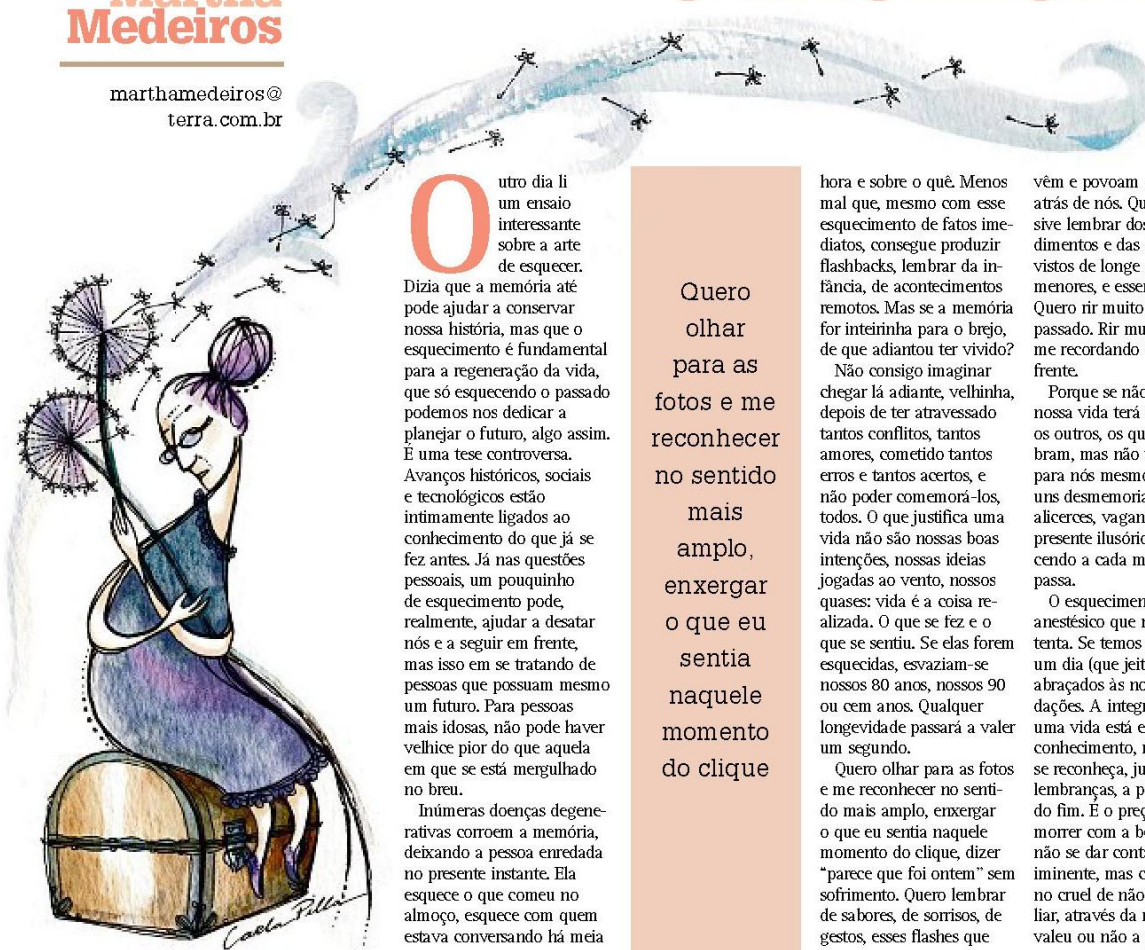 Martha
Medeiros
marthamedeiros@
terra.com.br
Outro dia li
um ensaio
interessante
sobre a arte
de esquecer.
Dizia que a memória até
pode ajudar a conservar
nossa história, mas que o
esquecimento é fundamental
para a regeneração da vida,
que só esquecendo o passado
podemos nos dedicar a
planejar o futuro, algo assim.
É uma tese controversa.
Avanços históricos, sociais
e tecnológicos estão
intimamente ligados ao
conhecimento do que já se
fez antes. Já nas questões
pessoais, um pouquinho
de esquecimento pode,
realmente, ajudar a desatar
nós e a seguir em frente,
mas isso em se tratando de
pessoas que possuam mesmo
um futuro. Para pessoas
mais idosas, não pode haver
velhice pior do que aquela
em que se está mergulhado
no breu.
Inúmeras doenças degene-
rativas corroem a memória,
deixando a pessoa enredada
no presente instante. Ela
esquece o que comeu no
almoço, esquece com quem
estava conversando há meia
Quero
olhar
para as
fotos e me
reconhecer
no sentido
mais
amplo,
enxergar
o que eu
sentia
naquele
momento
do clique
hora e sobre o quê. Menos
mal que, mesmo com esse
esquecimento de fatos ime-
diatos, consegue produzir
flashbacks, lembrar da in-
fância, de acontecimentos
remotos. Mas se a memória
for inteirinha para o brejo,
de que adiantou ter vivido?
Não consigo imaginar
chegar lá adiante, velhinha,
depois de ter atravessado
tantos conflitos, tantos
amores, cometido tantos
erros e tantos acertos, e
não poder comemorá-los,
todos. O que justifica uma
vida não são nossas boas
intenções, nossas ideias
jogadas ao vento, nossos
quases: vida é a coisa re-
alizada. O que se fez e o
que se sentiu. Se elas forem
esquecidas, esvaziam-se
nossos 80 anos, nossos 90
ou cem anos. Qualquer
longevidade passará a valer
um segundo.
Quero olhar para as fotos
e me reconhecer no senti-
do mais amplo, enxergar
o que eu sentia naquele
momento do clique, dizer
“parece que foi ontem” sem
sofrimento. Quero lembrar
de sabores, de sorrisos, de
gestos, esses flashes que
vêm e povoam
atrás de nós. Qu
sive lembrar dos
dimentos e das
vistos de longe
menores, e esse
Quero rir muito
passado. Rir mu
me recordando
frente.
Porque se não
nossa vida terá
os outros, os qu
bram, mas não
para nós mesm
uns desmemoria
alicerces, vagan
presente ilusóri
cendo a cada m
passa.
O esquecimen
anestésico que
tenta. Se temos
um dia (que jeit
abraçados às no
dações. A integr
uma vida está e
conhecimento,
se reconheça, ju
lembranças, a p
do fim. É o preç
morrer com a b
não se dar cont
iminente, mas c
no cruel de não
liar, através da
valeu ou não a
Carla Pilla